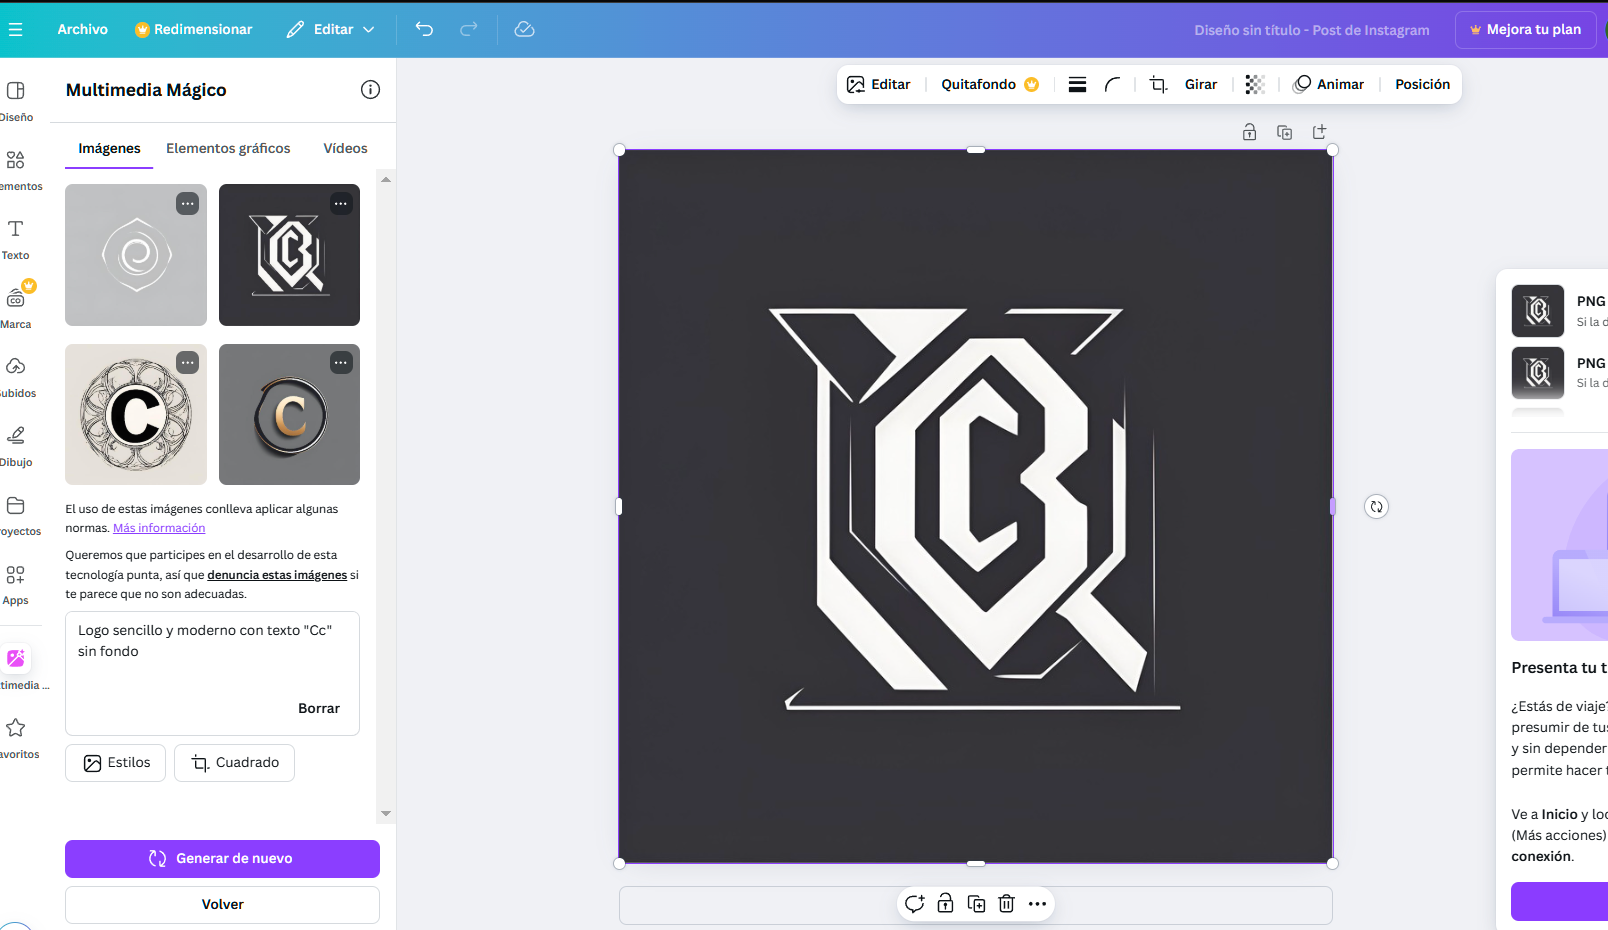 Archivo
Redimensionar
Editar
Diseño sin título - Post de Instagram
Mejora tu plan
Diseño
ementos
Texto
Marca
ubidos
Dibujo
royectos
Apps
timedia ...
avoritos
Multimedia Mágico
Imágenes
Elementos gráficos
Vídeos
C
C
El uso de estas imágenes conlleva aplicar algunas
normas. Más información
Queremos que participes en el desarrollo de esta
tecnología punta, así que denuncia estas imágenes si
te parece que no son adecuadas.
Logo sencillo y moderno con texto "Cc"
sin fondo
Borrar
Estilos
Cuadrado
Generar de nuevo
Volver
Editar
Quitafondo
Girar
Animar
Posición
PNG
Si la d
PNG
Si la d
Presenta tu t
¿Estás de viaje?
presumir de tus
y sin depender
permite hacer t
Ve a Inicio y loc
(Más acciones)
conexión.